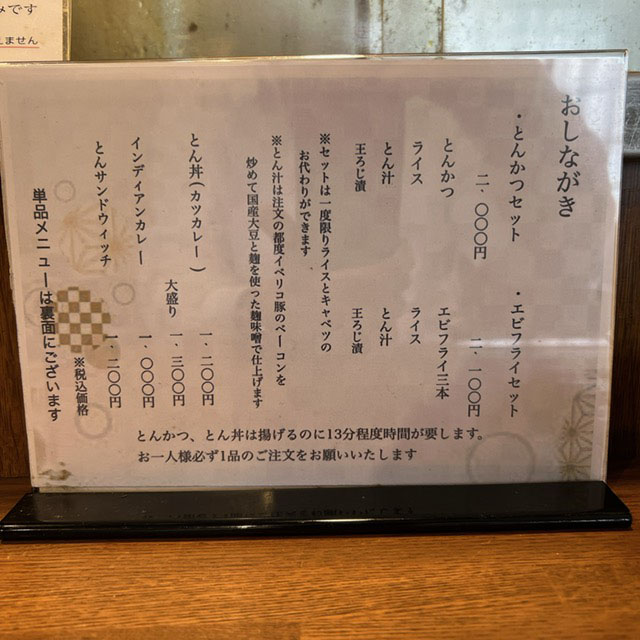 みです
えません
おしながき
・とんかつセット
二・〇〇〇円
とんかつ
ライス
とん汁
王ろじ漬
・エビフライセット
二・一〇〇円
エビフライ三本
ライス
とん汁
王ろじ漬
※セットは一度限りライスとキャベツの
お代わりができます
※とん汁は注文の都度イベリコ豚のベーコンを
炒めて国産大豆と麹を使った麹味噌で仕上げます
とん丼(カツカレー) 一・二〇〇円
大盛り 一・三〇〇円
インディアンカレー 一・〇〇〇円
とんサンドウィッチ 一・二〇〇円
※税込価格
単品メニューは裏面にございます
とんかつ、とん丼は揚げるのに13分程度時間が要します。
お一人様必ず1品のご注文をお願いいたします